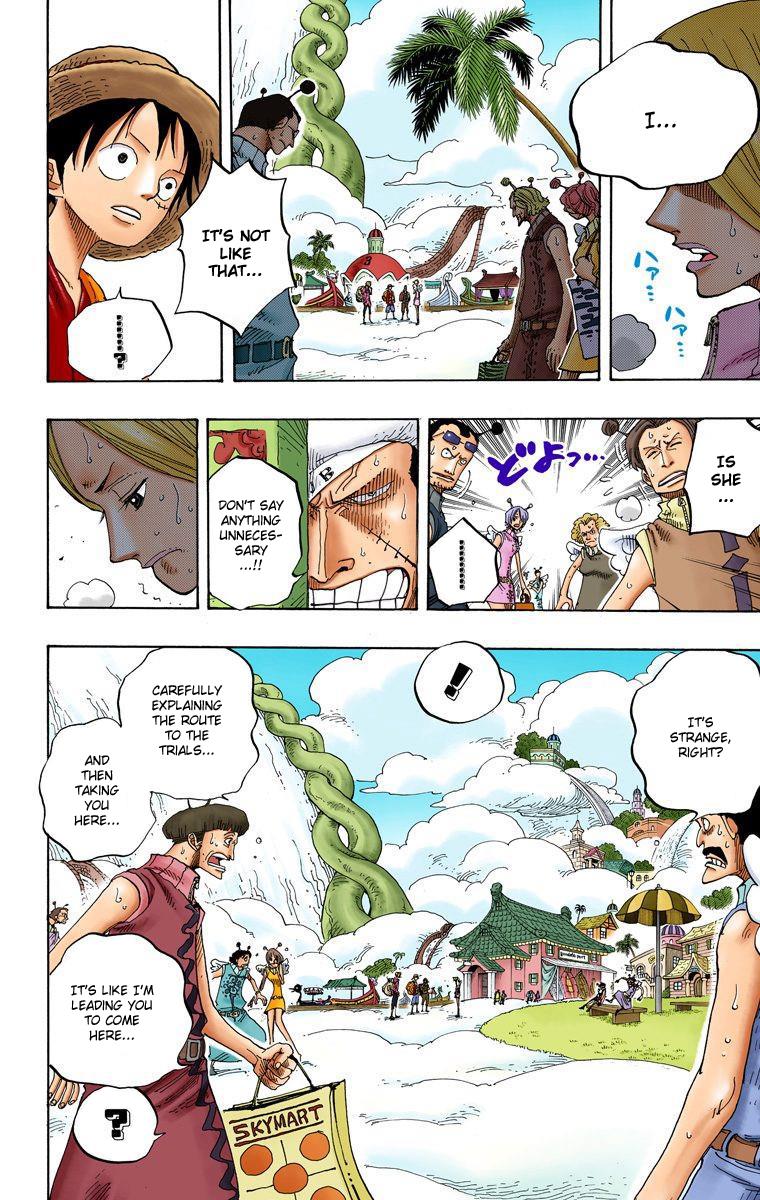 I...
ハァ...
ハァ...
IT'S NOT
LIKE
THAT...
3
.....?
IS
SHE
...
どよっ...
........
B
DON'T SAY
ANYTHING
UNNECES-
SARY
...!!
IT'S
STRANGE,
RIGHT?
!
CAREFULLY
EXPLAINING
THE ROUTE
TO THE
TRIALS...
AND
THEN
TAKING
YOU
HERE...
IT'S LIKE I'M
LEADING YOU
TO COME
HERE...
?
SKYMART